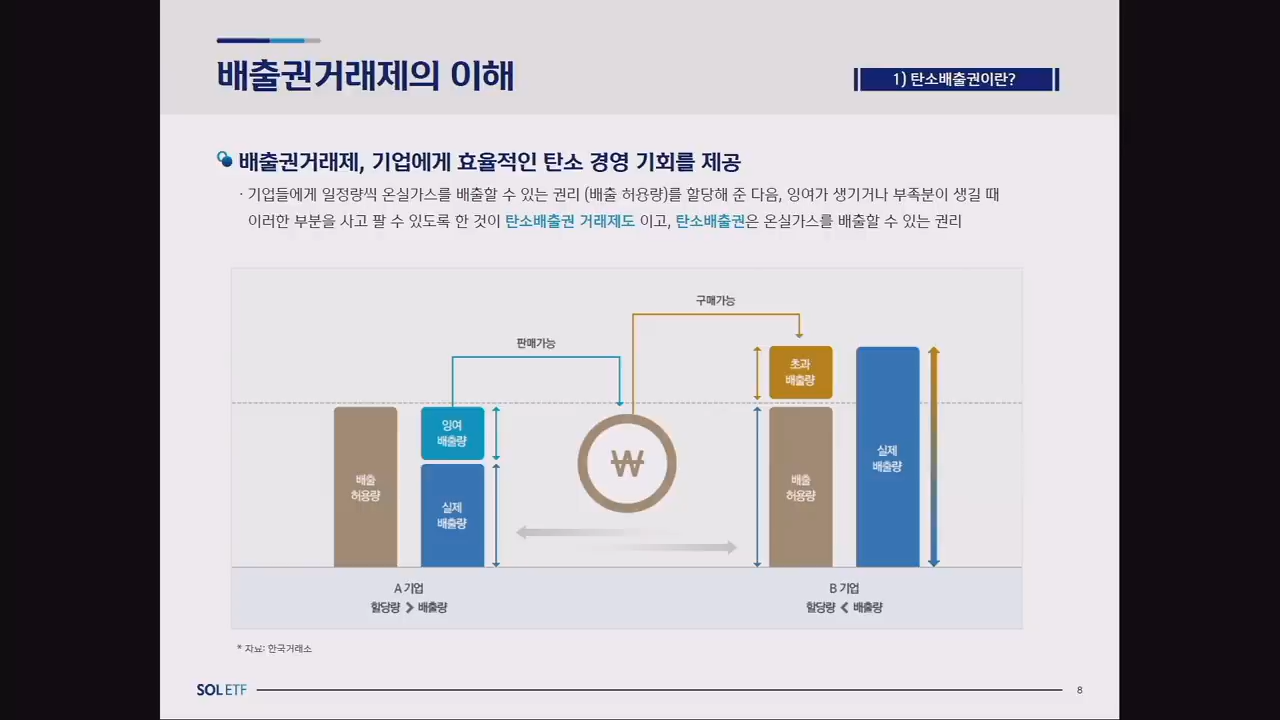 배출권거래제의 이해
1) 탄소배출권이란?
배출권거래제, 기업에게 효율적인 탄소 경영 기회를 제공
· 기업들에게 일정량씩 온실가스를 배출할 수 있는 권리 (배출 허용량)를 할당해 준 다음, 잉여가 생기거나 부족분이 생길 때
이러한 부분을 사고 팔 수 있도록 한 것이 탄소배출권 거래제도 이고, 탄소배출권은 온실가스를 배출할 수 있는 권리
구매가능
판매가능
초과
배출량
잉여
배출량
배출
허용량
실제
배출량
₩
배출
허용량
실제
배출량
A 기업
할당량 > 배출량
B 기업
할당량 < 배출량
* 자료: 한국거래소
SOL ETF
8